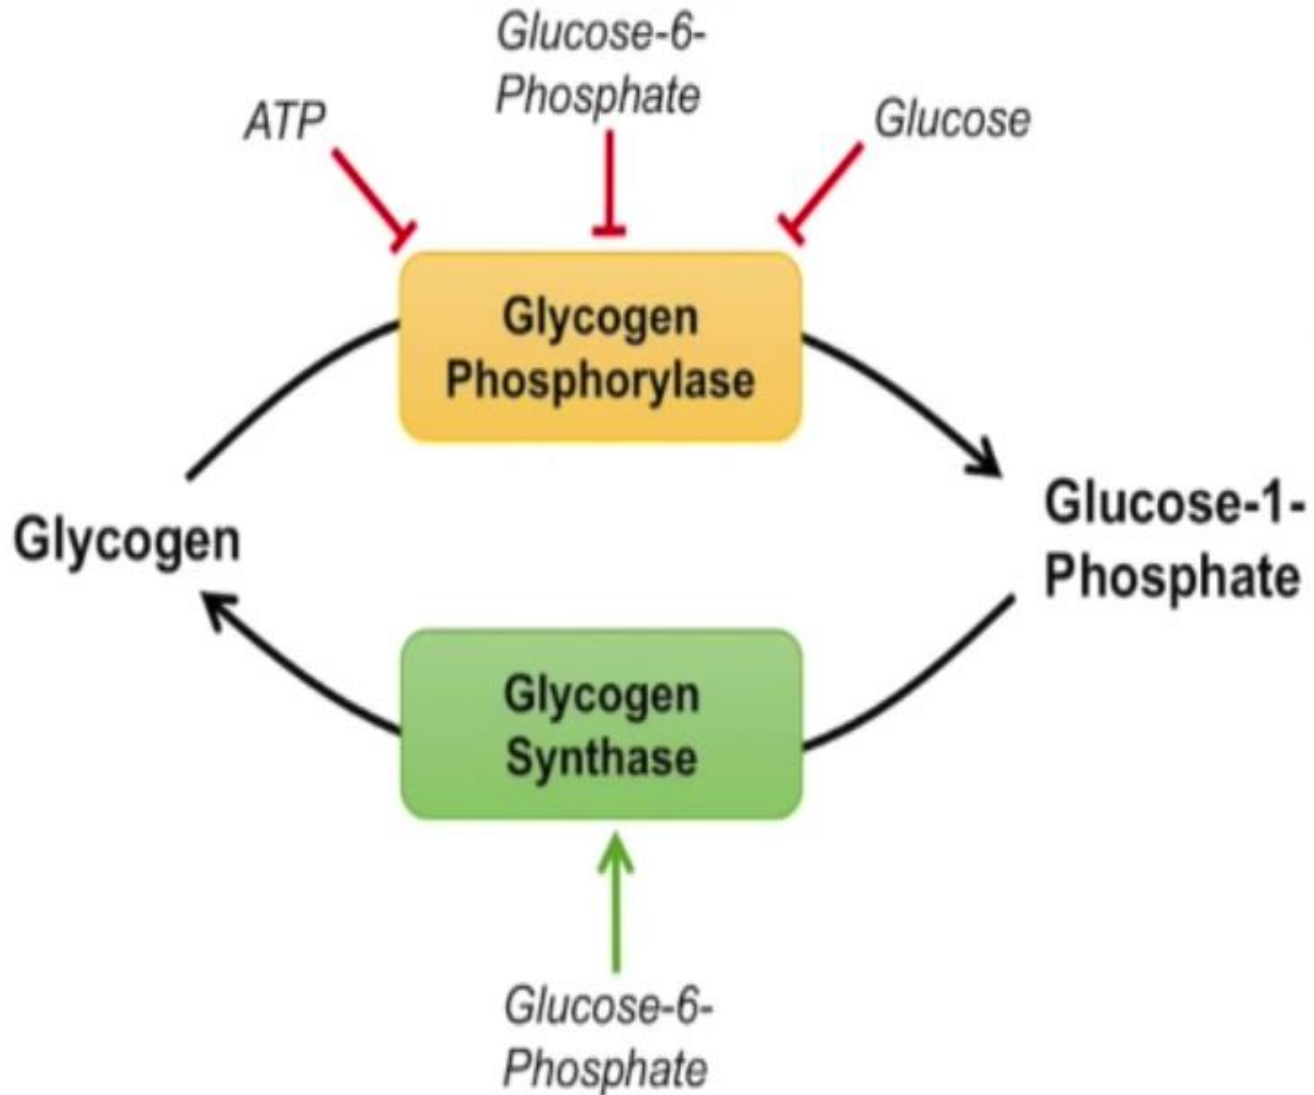 Glucose-6-
Phosphate
ATP
Glucose
Glycogen
Phosphorylase
Glycogen
Glucose-1-
Phosphate
Glycogen
Synthase
Glucose-6-
Phosphate